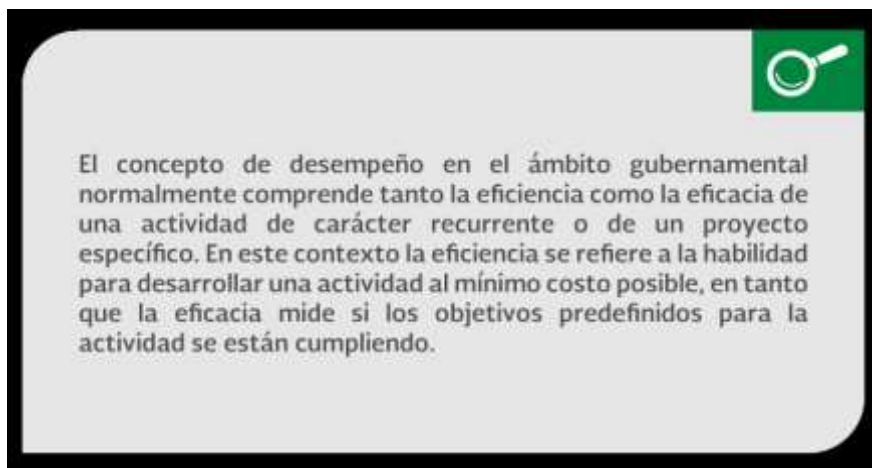 El concepto de desempeño en el ámbito gubernamental
normalmente comprende tanto la eficiencia como la eficacia de
una actividad de carácter recurrente o de un proyecto
específico. En este contexto la eficiencia se refiere a la habilidad
para desarrollar una actividad al mínimo costo posible, en tanto
que la eficacia mide si los objetivos predefinidos para la
actividad se están cumpliendo.